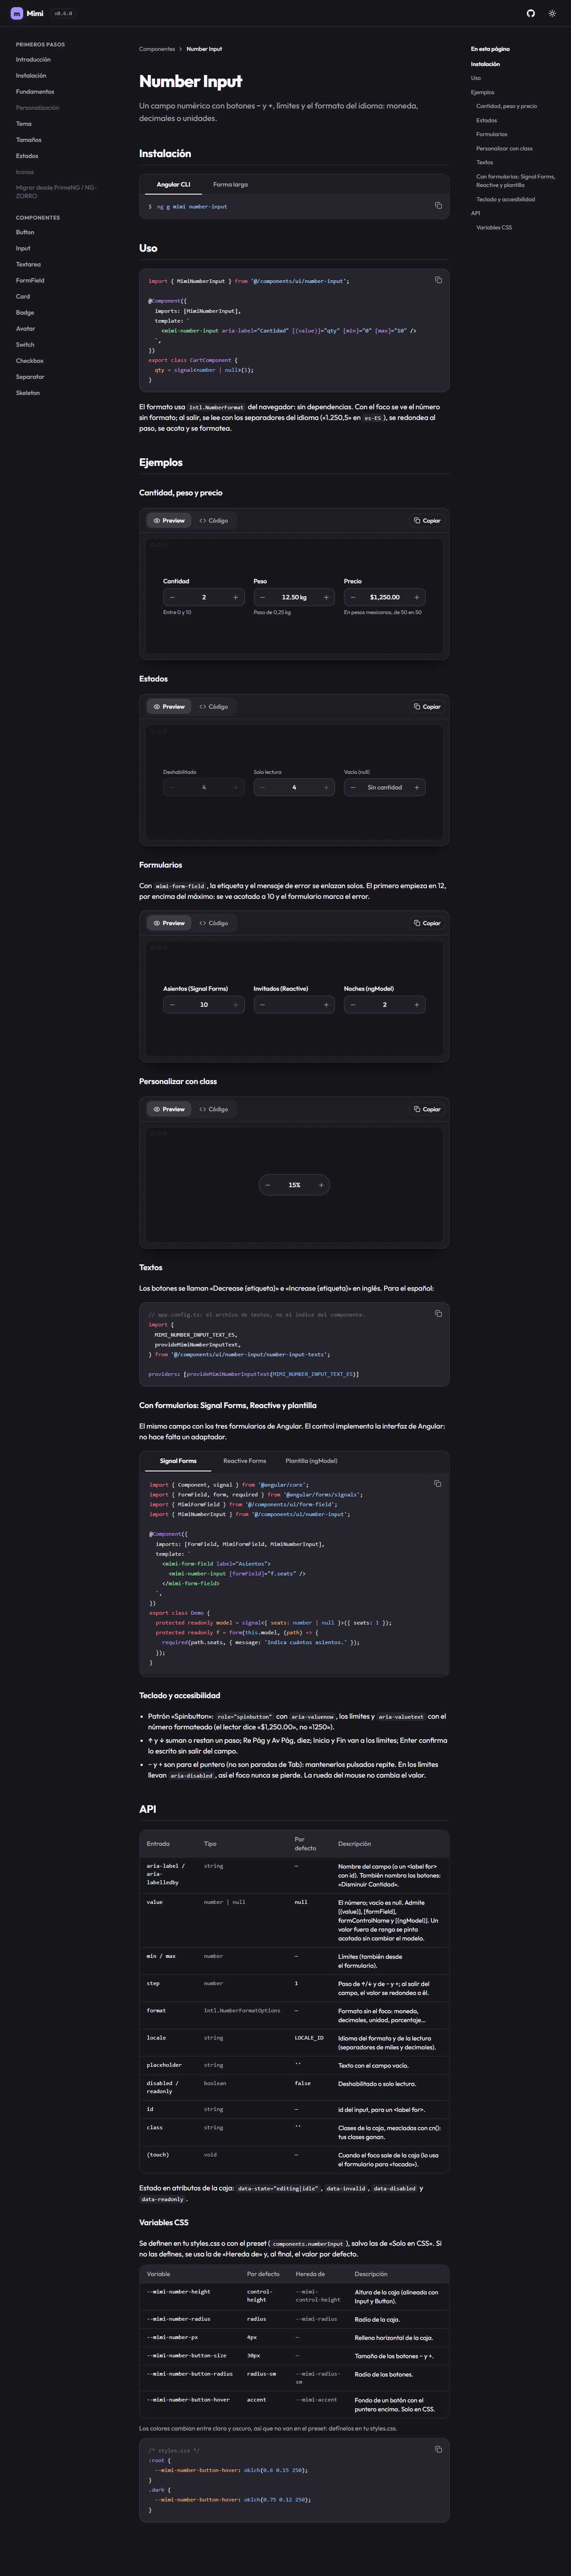 m Mimi v0.6.0
PRIMEROS PASOS
Introducción
Instalación
Fundamentos
Personalización
Tema
Tamaños
Estados
Iconos
Migrar desde PrimeNG / NG-
ZORRO
COMPONENTES
Button
Input
Textarea
FormField
Card
Badge
Avatar
Switch
Checkbox
Separator
Skeleton
Componentes > Number Input
Number Input
Un campo numérico con botones − y +, límites y el formato del idioma: moneda,
decimales o unidades.
Instalación
Angular CLI Forma larga
$ ng g mimi number-input
Uso
import { MimiNumberInput } from '@/components/ui/number-input';
@Component({
imports: [MimiNumberInput],
template: `
<mimi-number-input aria-label="Cantidad" [(value)]="qty" [min]="0" [max]="10" />
`,
})
export class CartComponent {
qty = signal<number | null>(1);
}
El formato usa Intl.NumberFormat del navegador: sin dependencias. Con el foco se ve el número
sin formato; al salir, se lee con los separadores del idioma («1.250,5» en es-ES), se redondea al
paso, se acota y se formatea.
Ejemplos
Cantidad, peso y precio
Preview Código Copiar
Cantidad Peso Precio
− 2 + − 12.50 kg + − $1,250.00 +
Entre 0 y 10 Paso de 0,25 kg En pesos mexicanos, de 50 en 50
Estados
Preview Código Copiar
Deshabilitado Solo lectura Vacío (null)
− 4 + − 4 + − Sin cantidad +
Formularios
Con mimi-form-field, la etiqueta y el mensaje de error se enlazan solos. El primero empieza en 12,
por encima del máximo: se ve acotado a 10 y el formulario marca el error.
Preview Código Copiar
Asientos (Signal Forms) Invitados (Reactive) Noches (ngModel)
− 10 + − + − 2 +
Personalizar con class
Preview Código Copiar
− 15% +
Textos
Los botones se llaman «Decrease {etiqueta}» e «Increase {etiqueta}» en inglés. Para el español:
// app.config.ts: el archivo de textos, no el índice del componente.
import {
MIMI_NUMBER_INPUT_TEXT_ES,
provideMimiNumberInputText,
} from '@/components/ui/number-input/number-input-texts';
providers: [provideMimiNumberInputText(MIMI_NUMBER_INPUT_TEXT_ES)]
Con formularios: Signal Forms, Reactive y plantilla
El mismo campo con los tres formularios de Angular. El control implementa la interfaz de Angular:
no hace falta un adaptador.
Signal Forms Reactive Forms Plantilla (ngModel)
import { Component, signal } from '@angular/core';
import { FormField, form, required } from '@angular/forms/signals';
import { MimiFormField } from '@/components/ui/form-field';
import { MimiNumberInput } from '@/components/ui/number-input';
@Component({
imports: [FormField, MimiFormField, MimiNumberInput],
template: `
<mimi-form-field label="Asientos">
<mimi-number-input [formField]="f.seats" />
</mimi-form-field>
`,
})
export class Demo {
protected readonly model = signal<{ seats: number | null }>({ seats: 1 });
protected readonly f = form(this.model, (path) => {
required(path.seats, { message: 'Indica cuántos asientos.' });
});
}
Teclado y accesibilidad
• Patrón «Spinbutton»: role="spinbutton" con aria-valuenow, los límites y aria-valuetext con el
número formateado (el lector dice «$1,250.00», no «1250»).
• ↑ y ↓ suman o restan un paso; Re Pág y Av Pág, diez; Inicio y Fin van a los límites; Enter confirma
lo escrito sin salir del campo.
• − y + son para el puntero (no son paradas de Tab): mantenerlos pulsados repite. En los límites
llevan aria-disabled, así el foco nunca se pierde. La rueda del mouse no cambia el valor.
API
Entrada Tipo Por
defecto Descripción
aria-label /
aria-
labelledby string — Nombre del campo (o un <label for>
con id). También nombra los botones:
«Disminuir Cantidad».
value number | null null El número; vacío es null. Admite
[(value)], [formField],
formControlName y [(ngModel)]. Un
valor fuera de rango se pinta
acotado sin cambiar el modelo.
min / max number — Límites (también desde
el formulario).
step number 1 Paso de ↑/↓ y de − y +; al salir del
campo, el valor se redondea a él.
format Intl.NumberFormatOptions — Formato sin el foco: moneda,
decimales, unidad, porcentaje…
locale string LOCALE_ID Idioma del formato y de la lectura
(separadores de miles y decimales).
placeholder string '' Texto con el campo vacío.
disabled /
readonly boolean false Deshabilitado o solo lectura.
id string — id del input, para un <label for>.
class string '' Clases de la caja, mezcladas con cn():
tus clases ganan.
(touch) void — Cuando el foco sale de la caja (lo usa
el formulario para «tocado»).
Estado en atributos de la caja: data-state="editing|idle", data-invalid, data-disabled y
data-readonly.
Variables CSS
Se definen en tu styles.css o con el preset (components.numberInput), salvo las de «Solo en CSS». Si
no las defines, se usa la de «Hereda de» y, al final, el valor por defecto.
Variable Por defecto Hereda de Descripción
--mimi-number-height control-
height --mimi-
control-height Altura de la caja (alineada con
Input y Button).
--mimi-number-radius radius --mimi-radius Radio de la caja.
--mimi-number-px 4px — Relleno horizontal de la caja.
--mimi-number-button-size 30px — Tamaño de los botones − y +.
--mimi-number-button-radius radius-sm --mimi-radius-
sm Radio de los botones.
--mimi-number-button-hover accent --mimi-accent Fondo de un botón con el
puntero encima. Solo en CSS.
Los colores cambian entre claro y oscuro, así que no van en el preset: defínelos en tu styles.css.
/* styles.css */
:root {
--mimi-number-button-hover: oklch(0.6 0.15 250);
}
.dark {
--mimi-number-button-hover: oklch(0.75 0.12 250);
}
En esta página
Instalación
Uso
Ejemplos
Cantidad, peso y precio
Estados
Formularios
Personalizar con class
Textos
Con formularios: Signal Forms,
Reactive y plantilla
Teclado y accesibilidad
API
Variables CSS